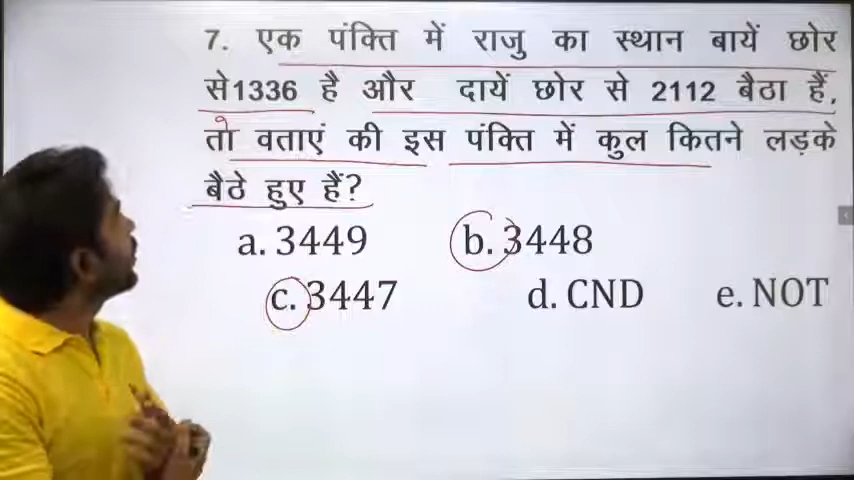 7. एक पंक्ति में राजु का स्थान बायें छोर
से1336 है और दायें छोर से 2112 बैठा हैं,
तो वताएं की इस पंक्ति में कुल कितने लड़के
बैठे हुए हैं?
a. 3449 b. 3448
c. 3447 d. CND e. NOT